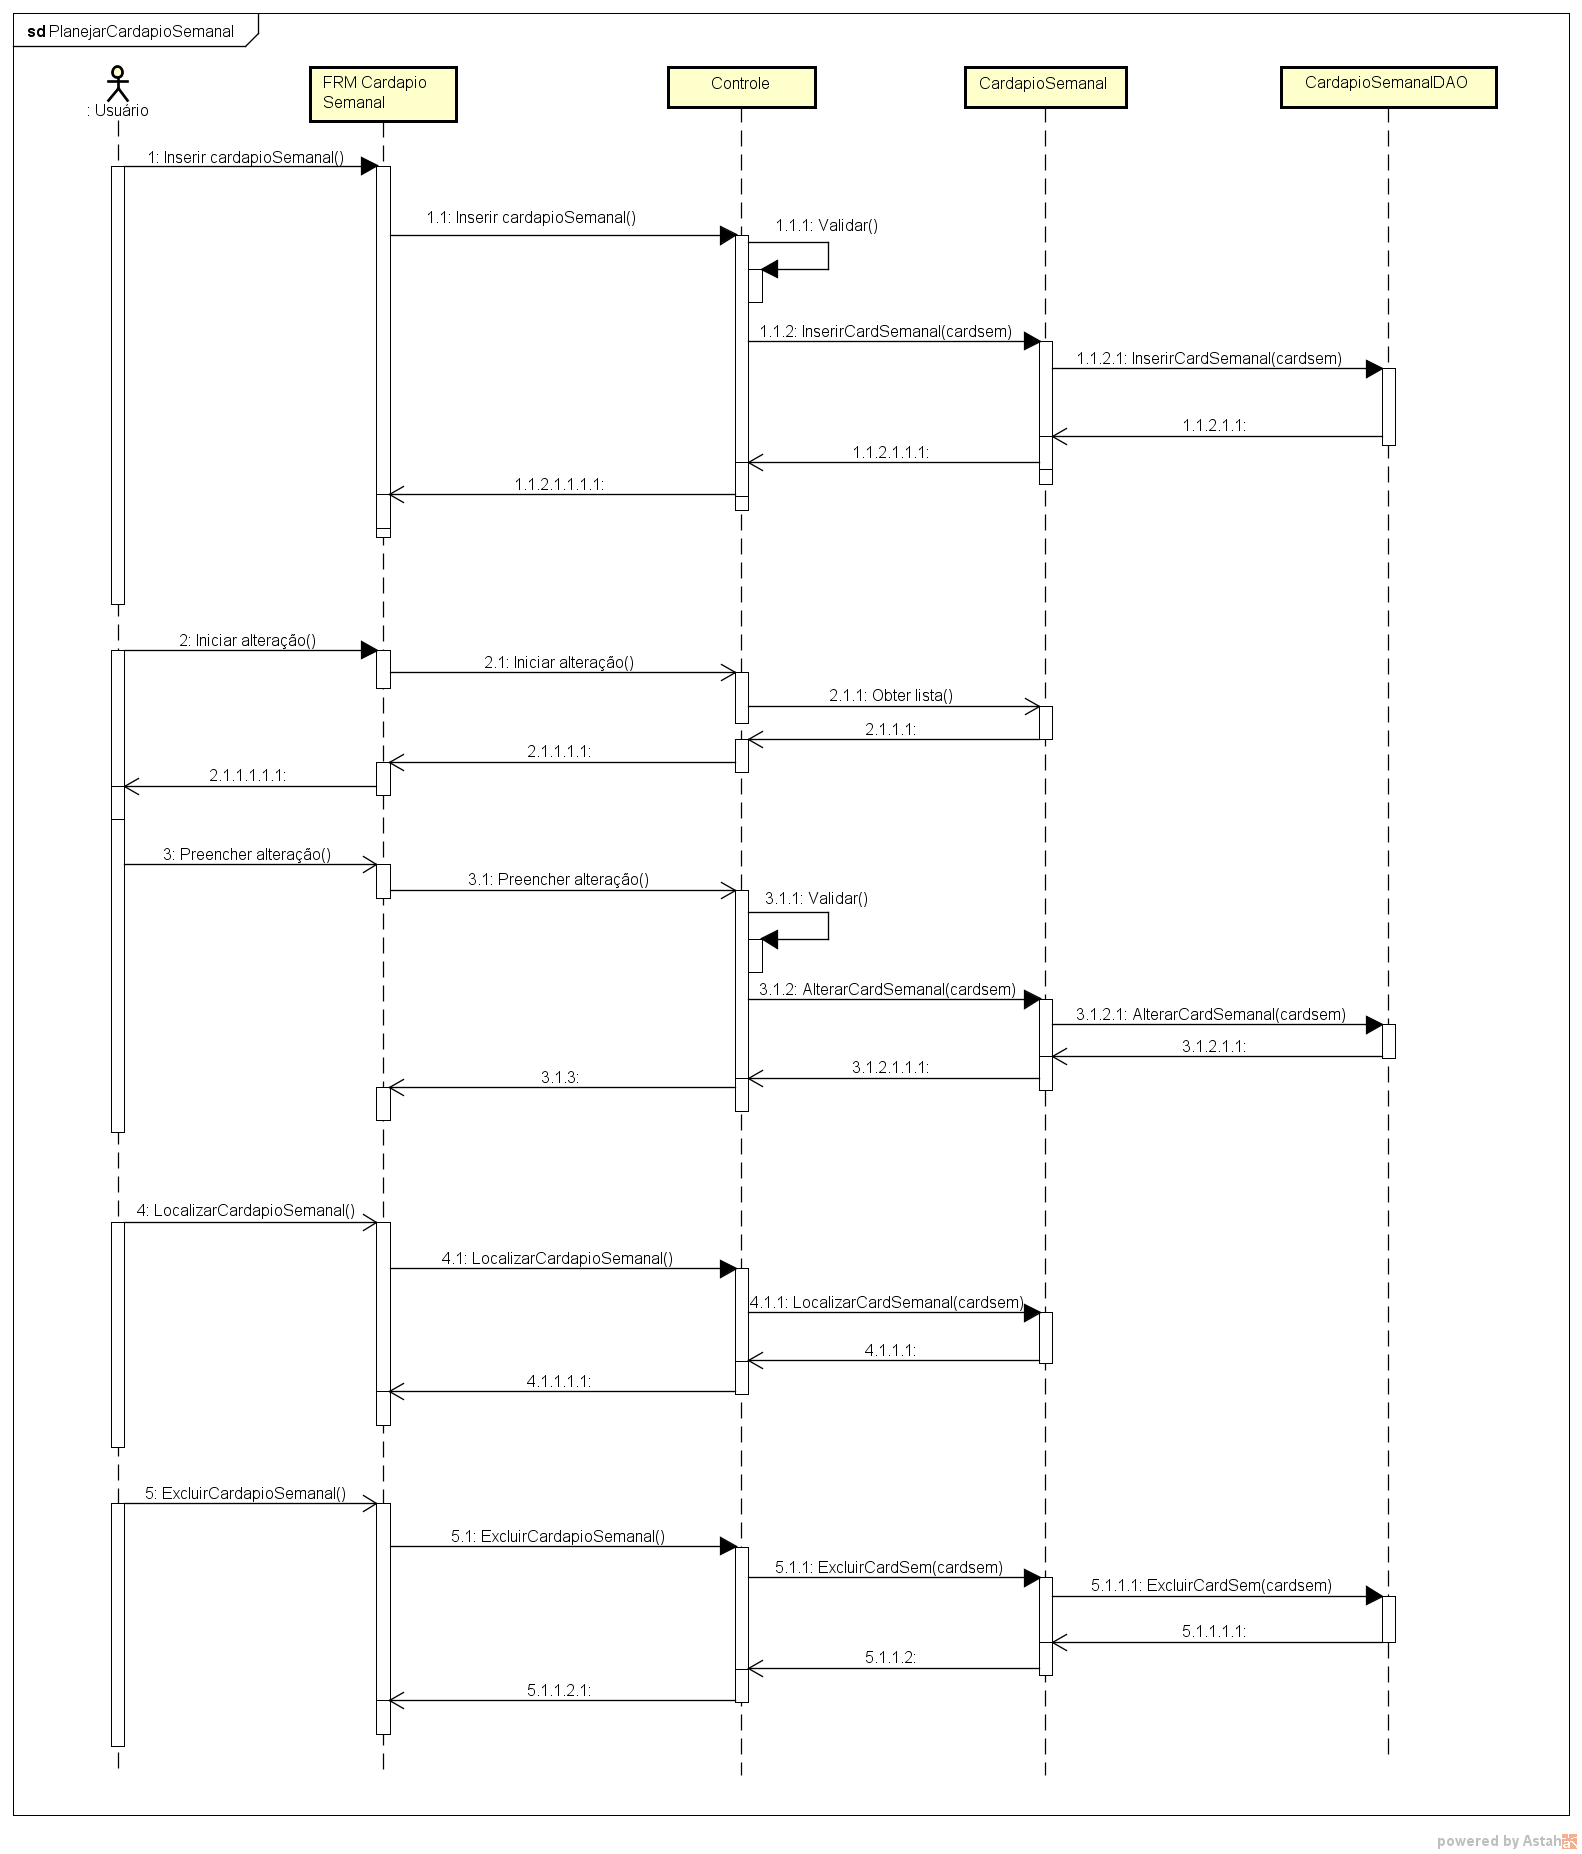 sd PlanejarCardapioSemanal
: Usuário
FRM Cardapio
Semanal
Controle
CardapioSemanal
CardapioSemanalDAO
1: Inserir cardapioSemanal()
1.1: Inserir cardapioSemanal()
1.1.1: Validar()
1.1.2: InserirCardSemanal(cardsem)
1.1.2.1: InserirCardSemanal(cardsem)
1.1.2.1.1:
1.1.2.1.1.1:
1.1.2.1.1.1.1:
2: Iniciar alteração()
2.1: Iniciar alteração()
2.1.1: Obter lista()
2.1.1.1:
2.1.1.1.1:
2.1.1.1.1.1:
3: Preencher alteração()
3.1: Preencher alteração()
3.1.1: Validar()
3.1.2: AlterarCardSemanal(cardsem)
3.1.2.1: AlterarCardSemanal(cardsem)
3.1.2.1.1:
3.1.2.1.1.1:
3.1.3:
4: LocalizarCardapioSemanal()
4.1: LocalizarCardapioSemanal()
4.1.1: LocalizarCardSemanal(cardsem)
4.1.1.1:
4.1.1.1.1:
5: ExcluirCardapioSemanal()
5.1: ExcluirCardapioSemanal()
5.1.1: ExcluirCardSem(cardsem)
5.1.1.1: ExcluirCardSem(cardsem)
5.1.1.1.1:
5.1.1.2:
5.1.1.2.1:
powered by Astah